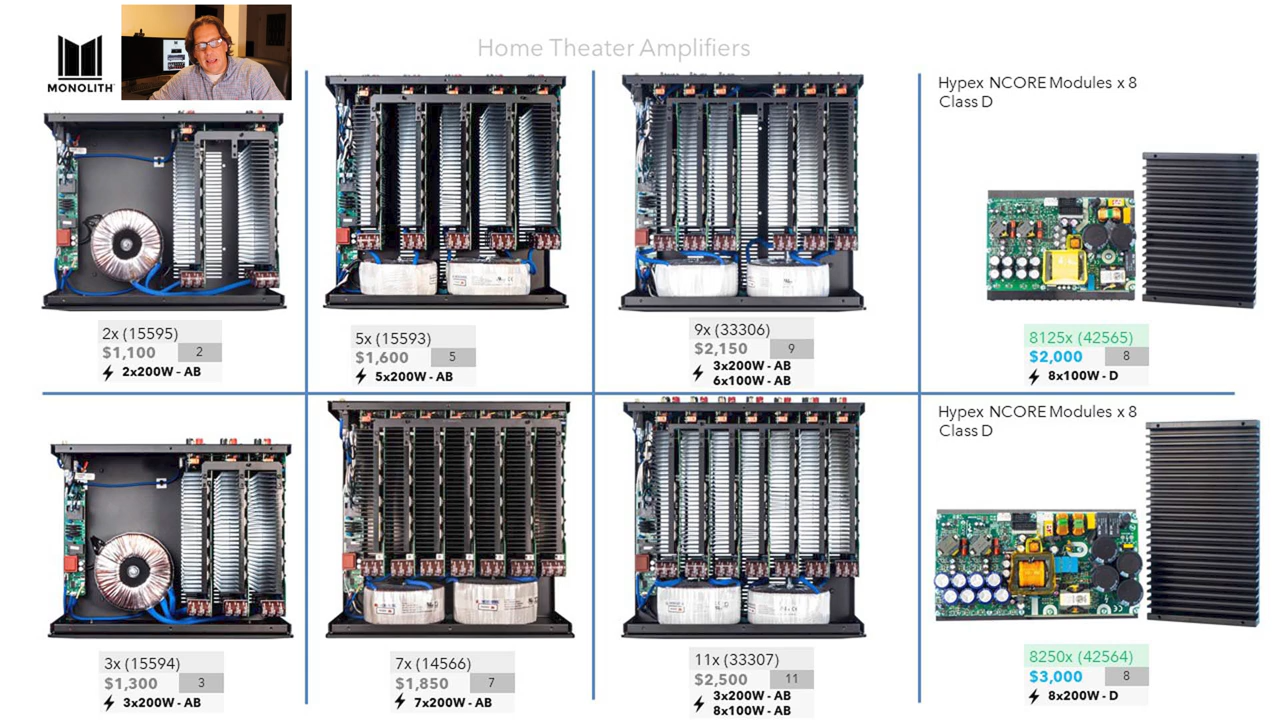 MONOLITH
Home Theater Amplifiers
2x (15595)
$1,100 2
2x200W - AB
5x (15593)
$1,600 5
5x200W - AB
9x (33306)
$2,150 9
3x200W - AB
6x100W - AB
Hypex NCORE Modules x 8
Class D
8125x (42565)
$2,000 8
8x100W - D
3x (15594)
$1,300 3
3x200W - AB
7x (14566)
$1,850 7
7x200W - AB
11x (33307)
$2,500 11
3x200W - AB
8x100W - AB
Hypex NCORE Modules x 8
Class D
8250x (42564)
$3,000 8
8x200W - D